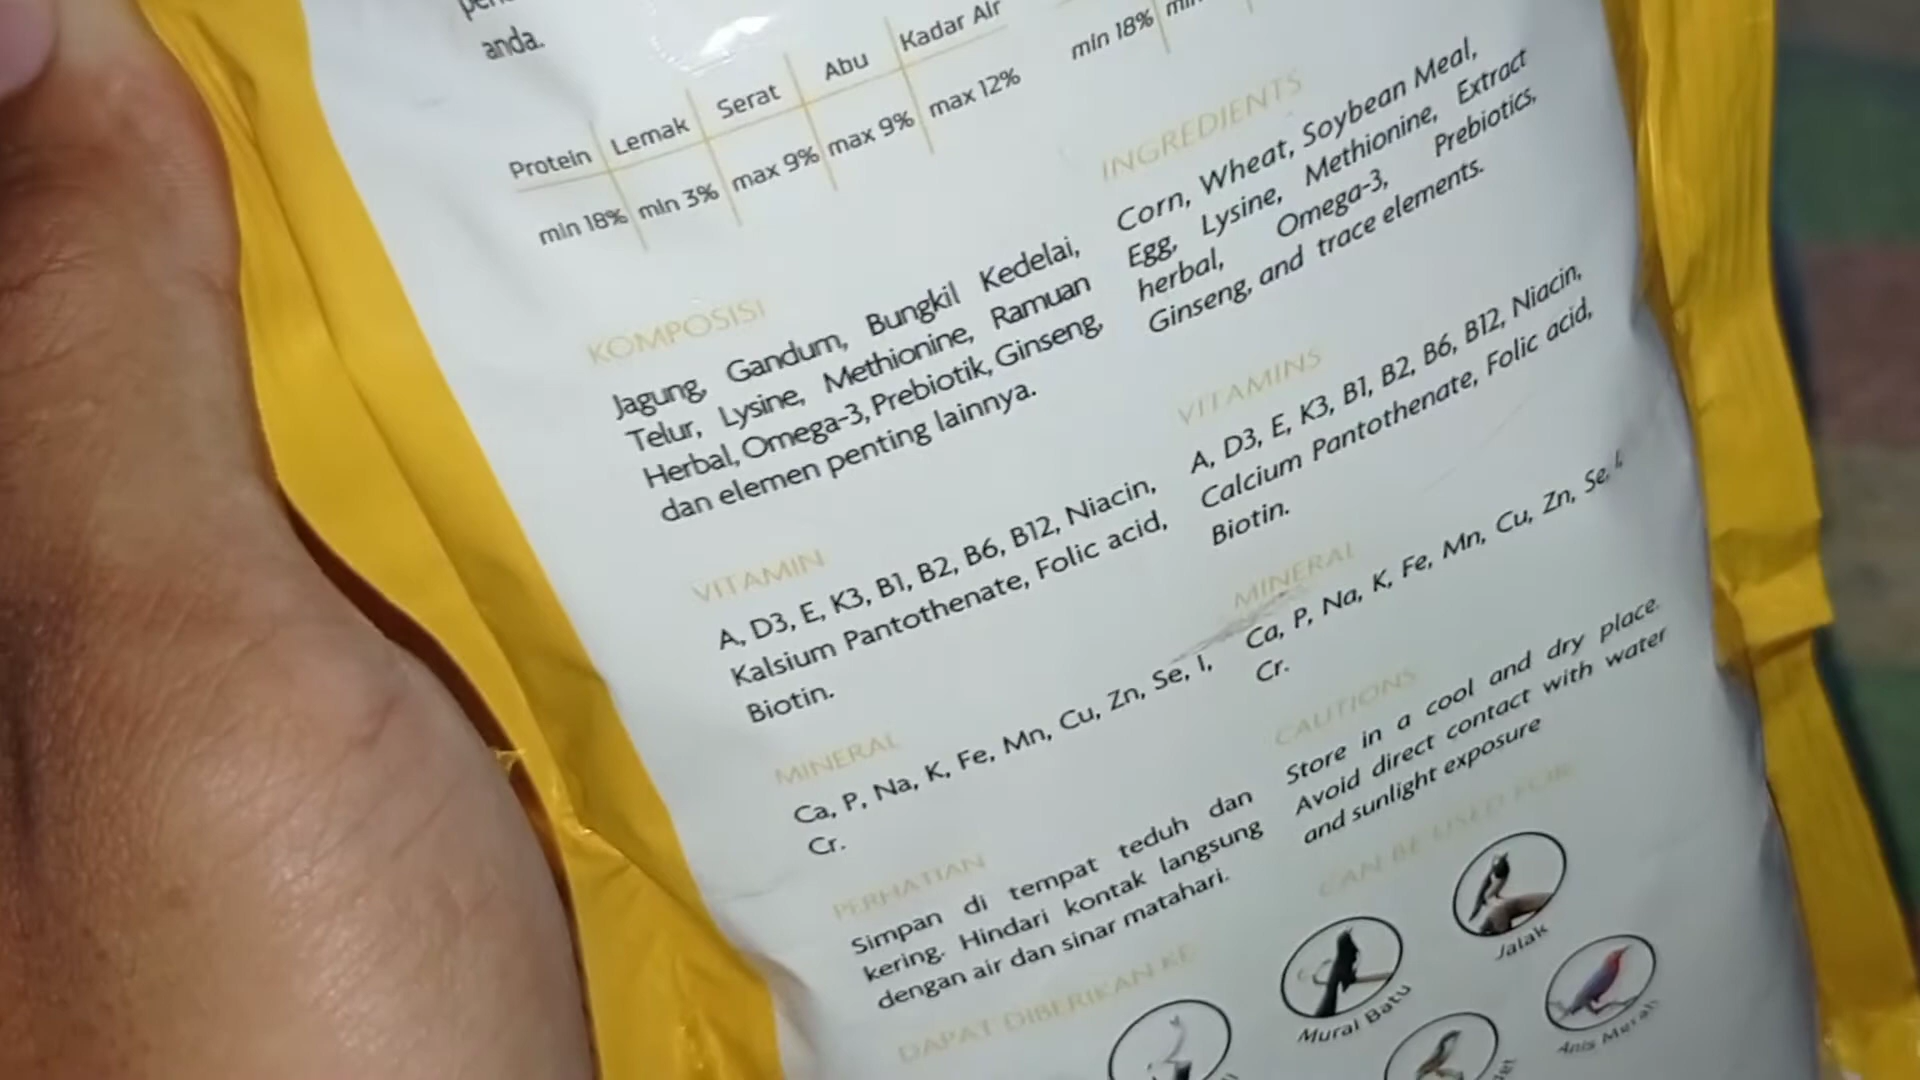 anda.
Protein Lemak Serat Abu Kadar Air
min 18% min 3% max 9% max 9% max 12%
min 18%
KOMPOSISI
Jagung, Gandum, Bungkil Kedelai,
Telur, Lysine, Methionine, Ramuan
Herbal, Omega-3, Prebiotik, Ginseng,
dan elemen penting lainnya.
VITAMIN
A, D3, E, K3, B1, B2, B6, B12, Niacin,
Kalsium Pantothenate, Folic acid,
Biotin.
MINERAL
Ca, P, Na, K, Fe, Mn, Cu, Zn, Se, I,
Cr.
PERHATIAN
Simpan di tempat teduh dan
kering. Hindari kontak langsung
dengan air dan sinar matahari.
DAPAT DIBERIKAN KE
INGREDIENTS
Corn, Wheat, Soybean Meal,
Egg, Lysine, Methionine, Extract
herbal, Omega-3, Prebiotics,
Ginseng, and trace elements.
VITAMINS
A, D3, E, K3, B1, B2, B6, B12, Niacin,
Calcium Pantothenate, Folic acid,
Biotin.
MINERAL
Ca, P, Na, K, Fe, Mn, Cu, Zn, Se, I,
Cr.
CAUTIONS
Store in a cool and dry place.
Avoid direct contact with water
and sunlight exposure
CAN BE USED FOR
Jalak
Murai Batu
Anis Merah